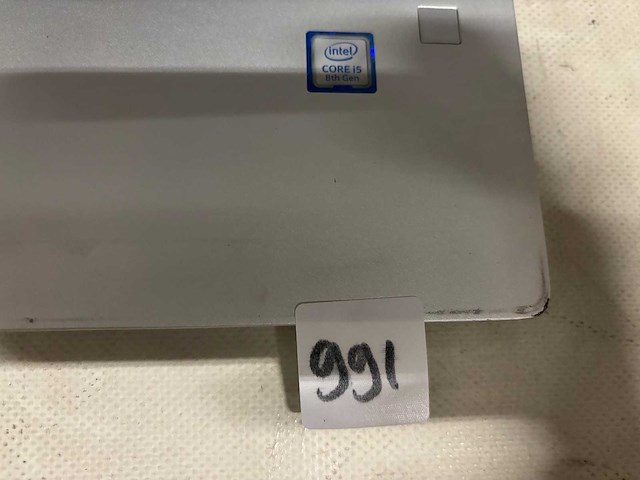 intel
CORE i5
8th Gen
991